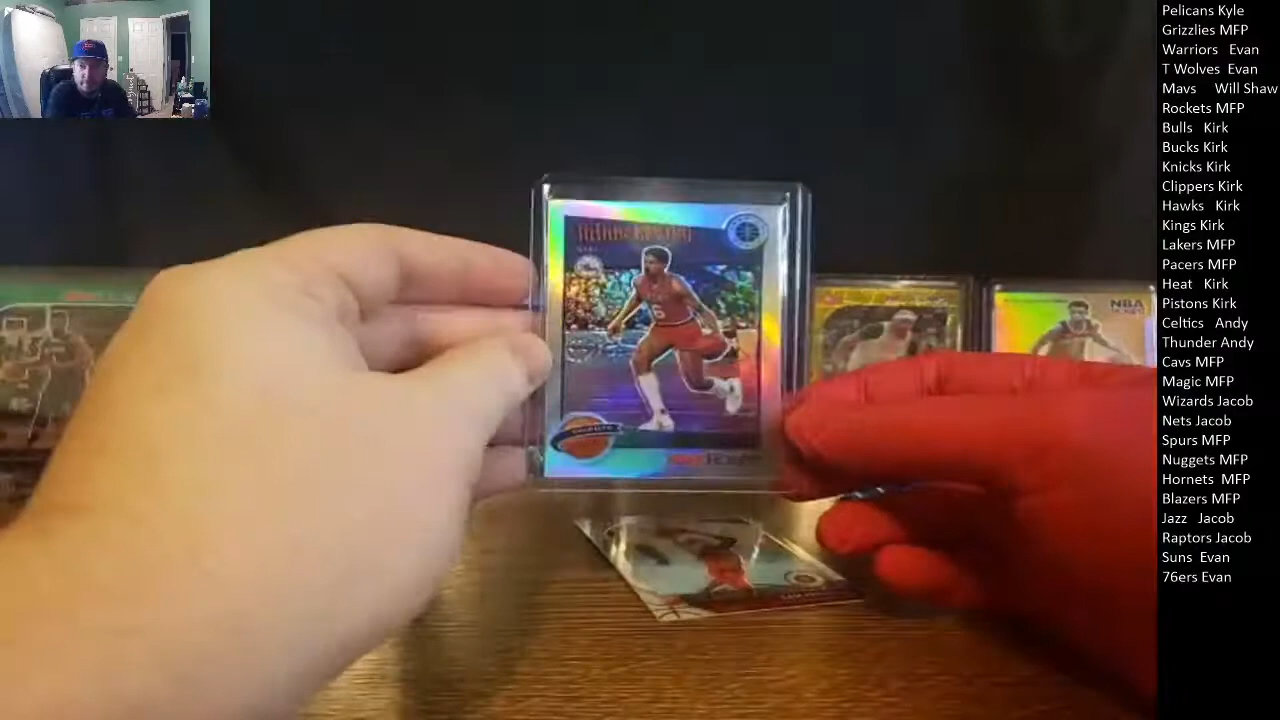 Pelicans Kyle
Grizzlies MFP
Warriors Evan
T Wolves Evan
Mavs Will Shaw
Rockets MFP
Bulls Kirk
Bucks Kirk
Knicks Kirk
Clippers Kirk
Hawks Kirk
Kings Kirk
Lakers MFP
Pacers MFP
Heat Kirk
Pistons Kirk
Celtics Andy
Thunder Andy
Cavs MFP
Magic MFP
Wizards Jacob
Nets Jacob
Spurs MFP
Nuggets MFP
Hornets MFP
Blazers MFP
Jazz Jacob
Raptors Jacob
Suns Evan
76ers Evan
NBA
6